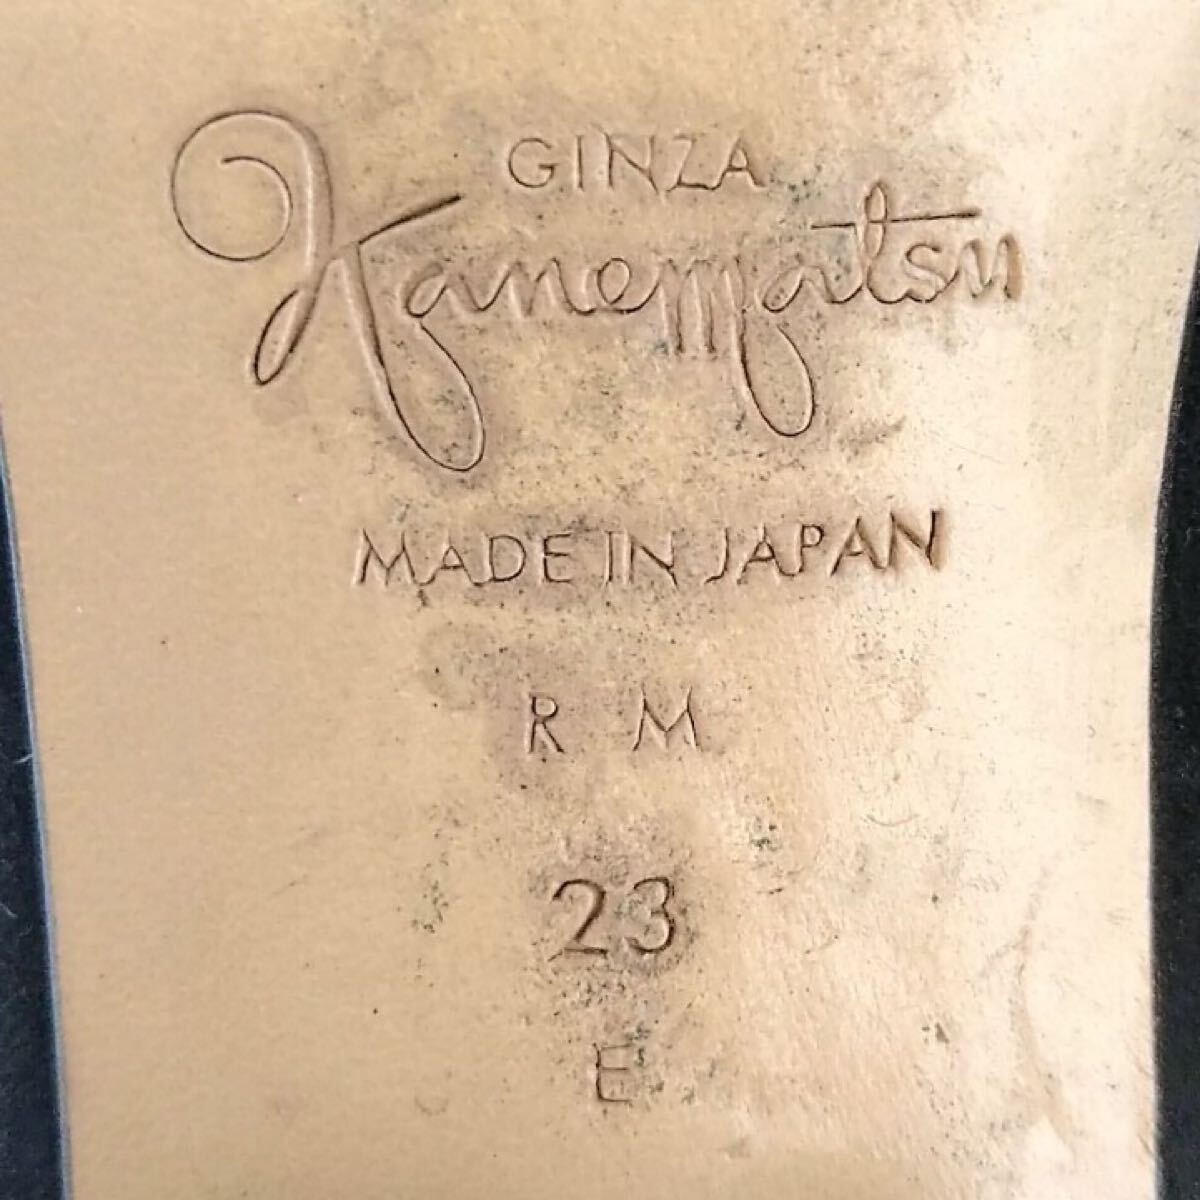 GINZA
Kanematsu
MADE IN JAPAN
R M
23
E